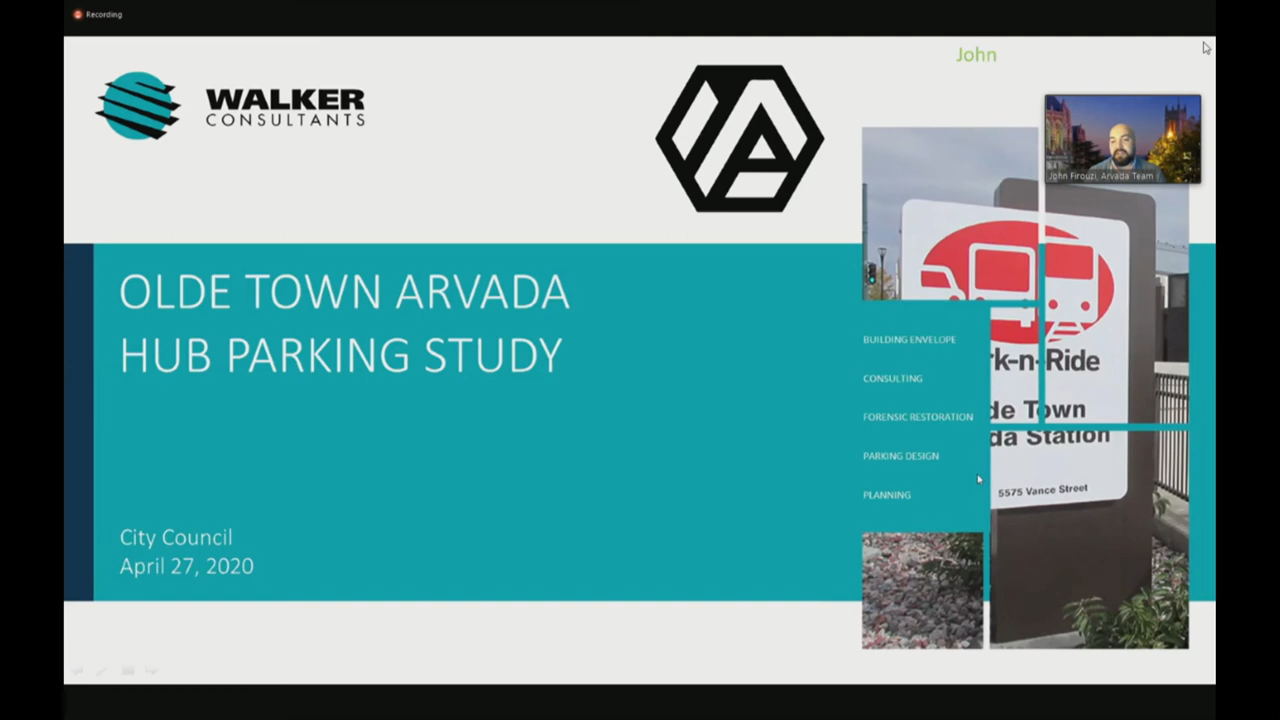 Recording
John
WALKER
CONSULTANTS
John Firouzi, Arvada Team
OLDE TOWN ARVADA
HUB PARKING STUDY
BUILDING ENVELOPE
CONSULTING
FORENSIC RESTORATION
PARKING DESIGN
PLANNING
k-n-Ride
de Town
da Station
5575 Vance Street
City Council
April 27, 2020